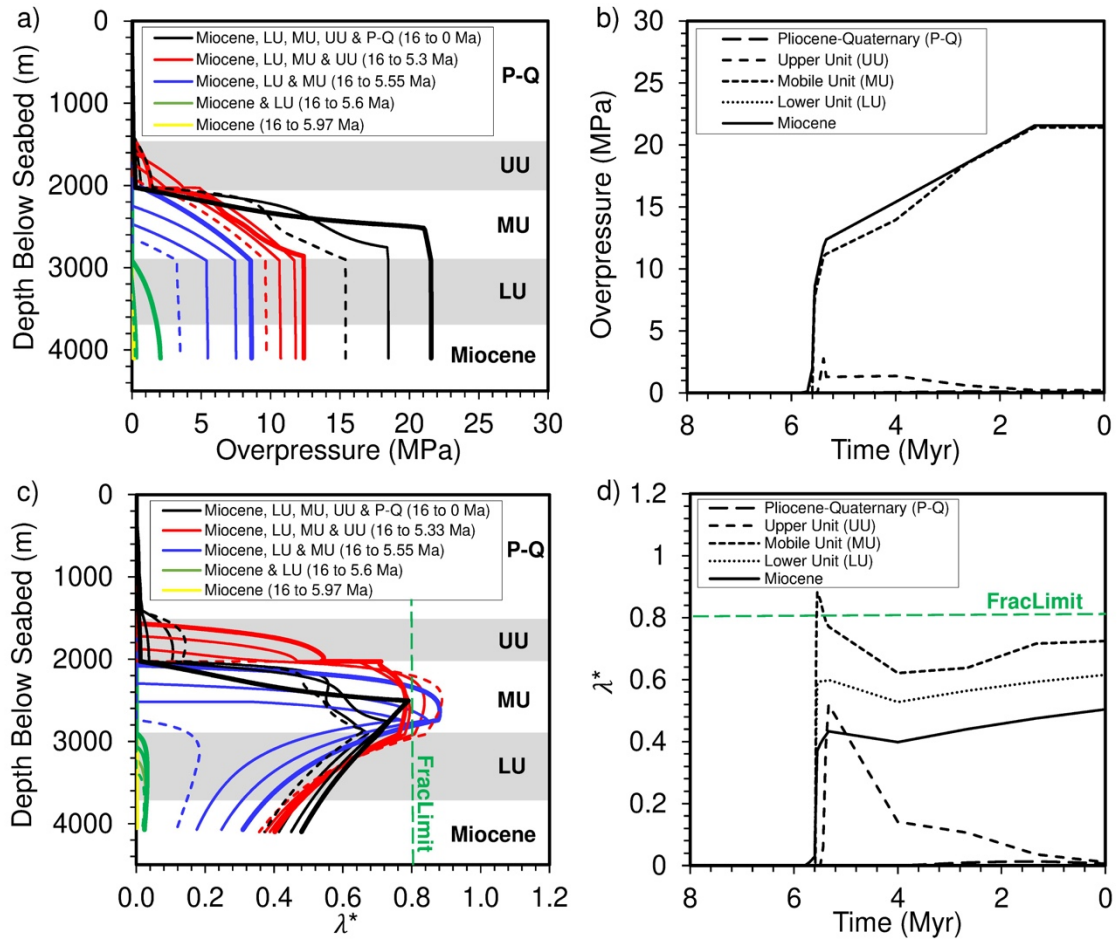 a)
0
1000
2000
3000
4000
Depth Below Seabed (m)
Miocene, LU, MU, UU & P-Q (16 to 0 Ma)
Miocene, LU, MU & UU (16 to 5.3 Ma)
Miocene, LU & MU (16 to 5.55 Ma)
Miocene & LU (16 to 5.6 Ma)
Miocene (16 to 5.97 Ma)
P-Q
UU
MU
LU
Miocene
0 5 10 15 20 25 30
Overpressure (MPa)
b)
30
25
20
15
10
5
0
Overpressure (MPa)
Pliocene-Quaternary (P-Q)
Upper Unit (UU)
Mobile Unit (MU)
Lower Unit (LU)
Miocene
8 6 4 2 0
Time (Myr)
c)
0
1000
2000
3000
4000
Depth Below Seabed (m)
Miocene, LU, MU, UU & P-Q (16 to 0 Ma)
Miocene, LU, MU & UU (16 to 5.33 Ma)
Miocene, LU & MU (16 to 5.55 Ma)
Miocene & LU (16 to 5.6 Ma)
Miocene (16 to 5.97 Ma)
P-Q
UU
MU
LU
FracLimit
Miocene
0.0 0.2 0.4 0.6 0.8 1.0 1.2
λ*
d)
1.2
1
0.8
0.6
0.4
0.2
0
λ*
Pliocene-Quaternary (P-Q)
Upper Unit (UU)
Mobile Unit (MU)
Lower Unit (LU)
Miocene
FracLimit
8 6 4 2 0
Time (Myr)